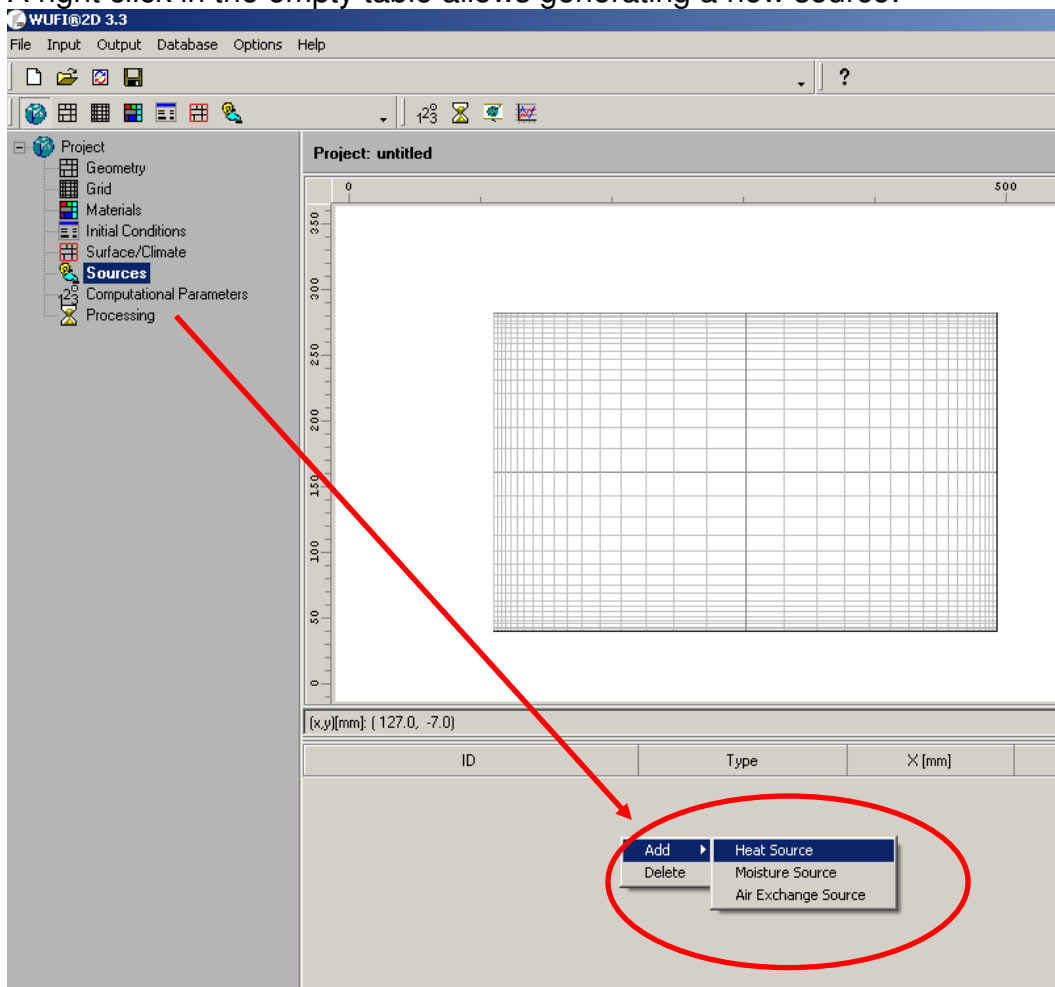 A right click in the empty table allows generating a new source.
WUFI®2D 3.3
File Input Output Database Options Help
?
123
Project
Geometry
Grid
Materials
Initial Conditions
Surface/Climate
Sources
Computational Parameters
Processing
Project: untitled
0 500
350
300
250
200
150
100
50
0
(x,y)[mm]: ( 127.0, -7.0)
ID Type X [mm]
Add Heat Source
Delete Moisture Source
Air Exchange Source